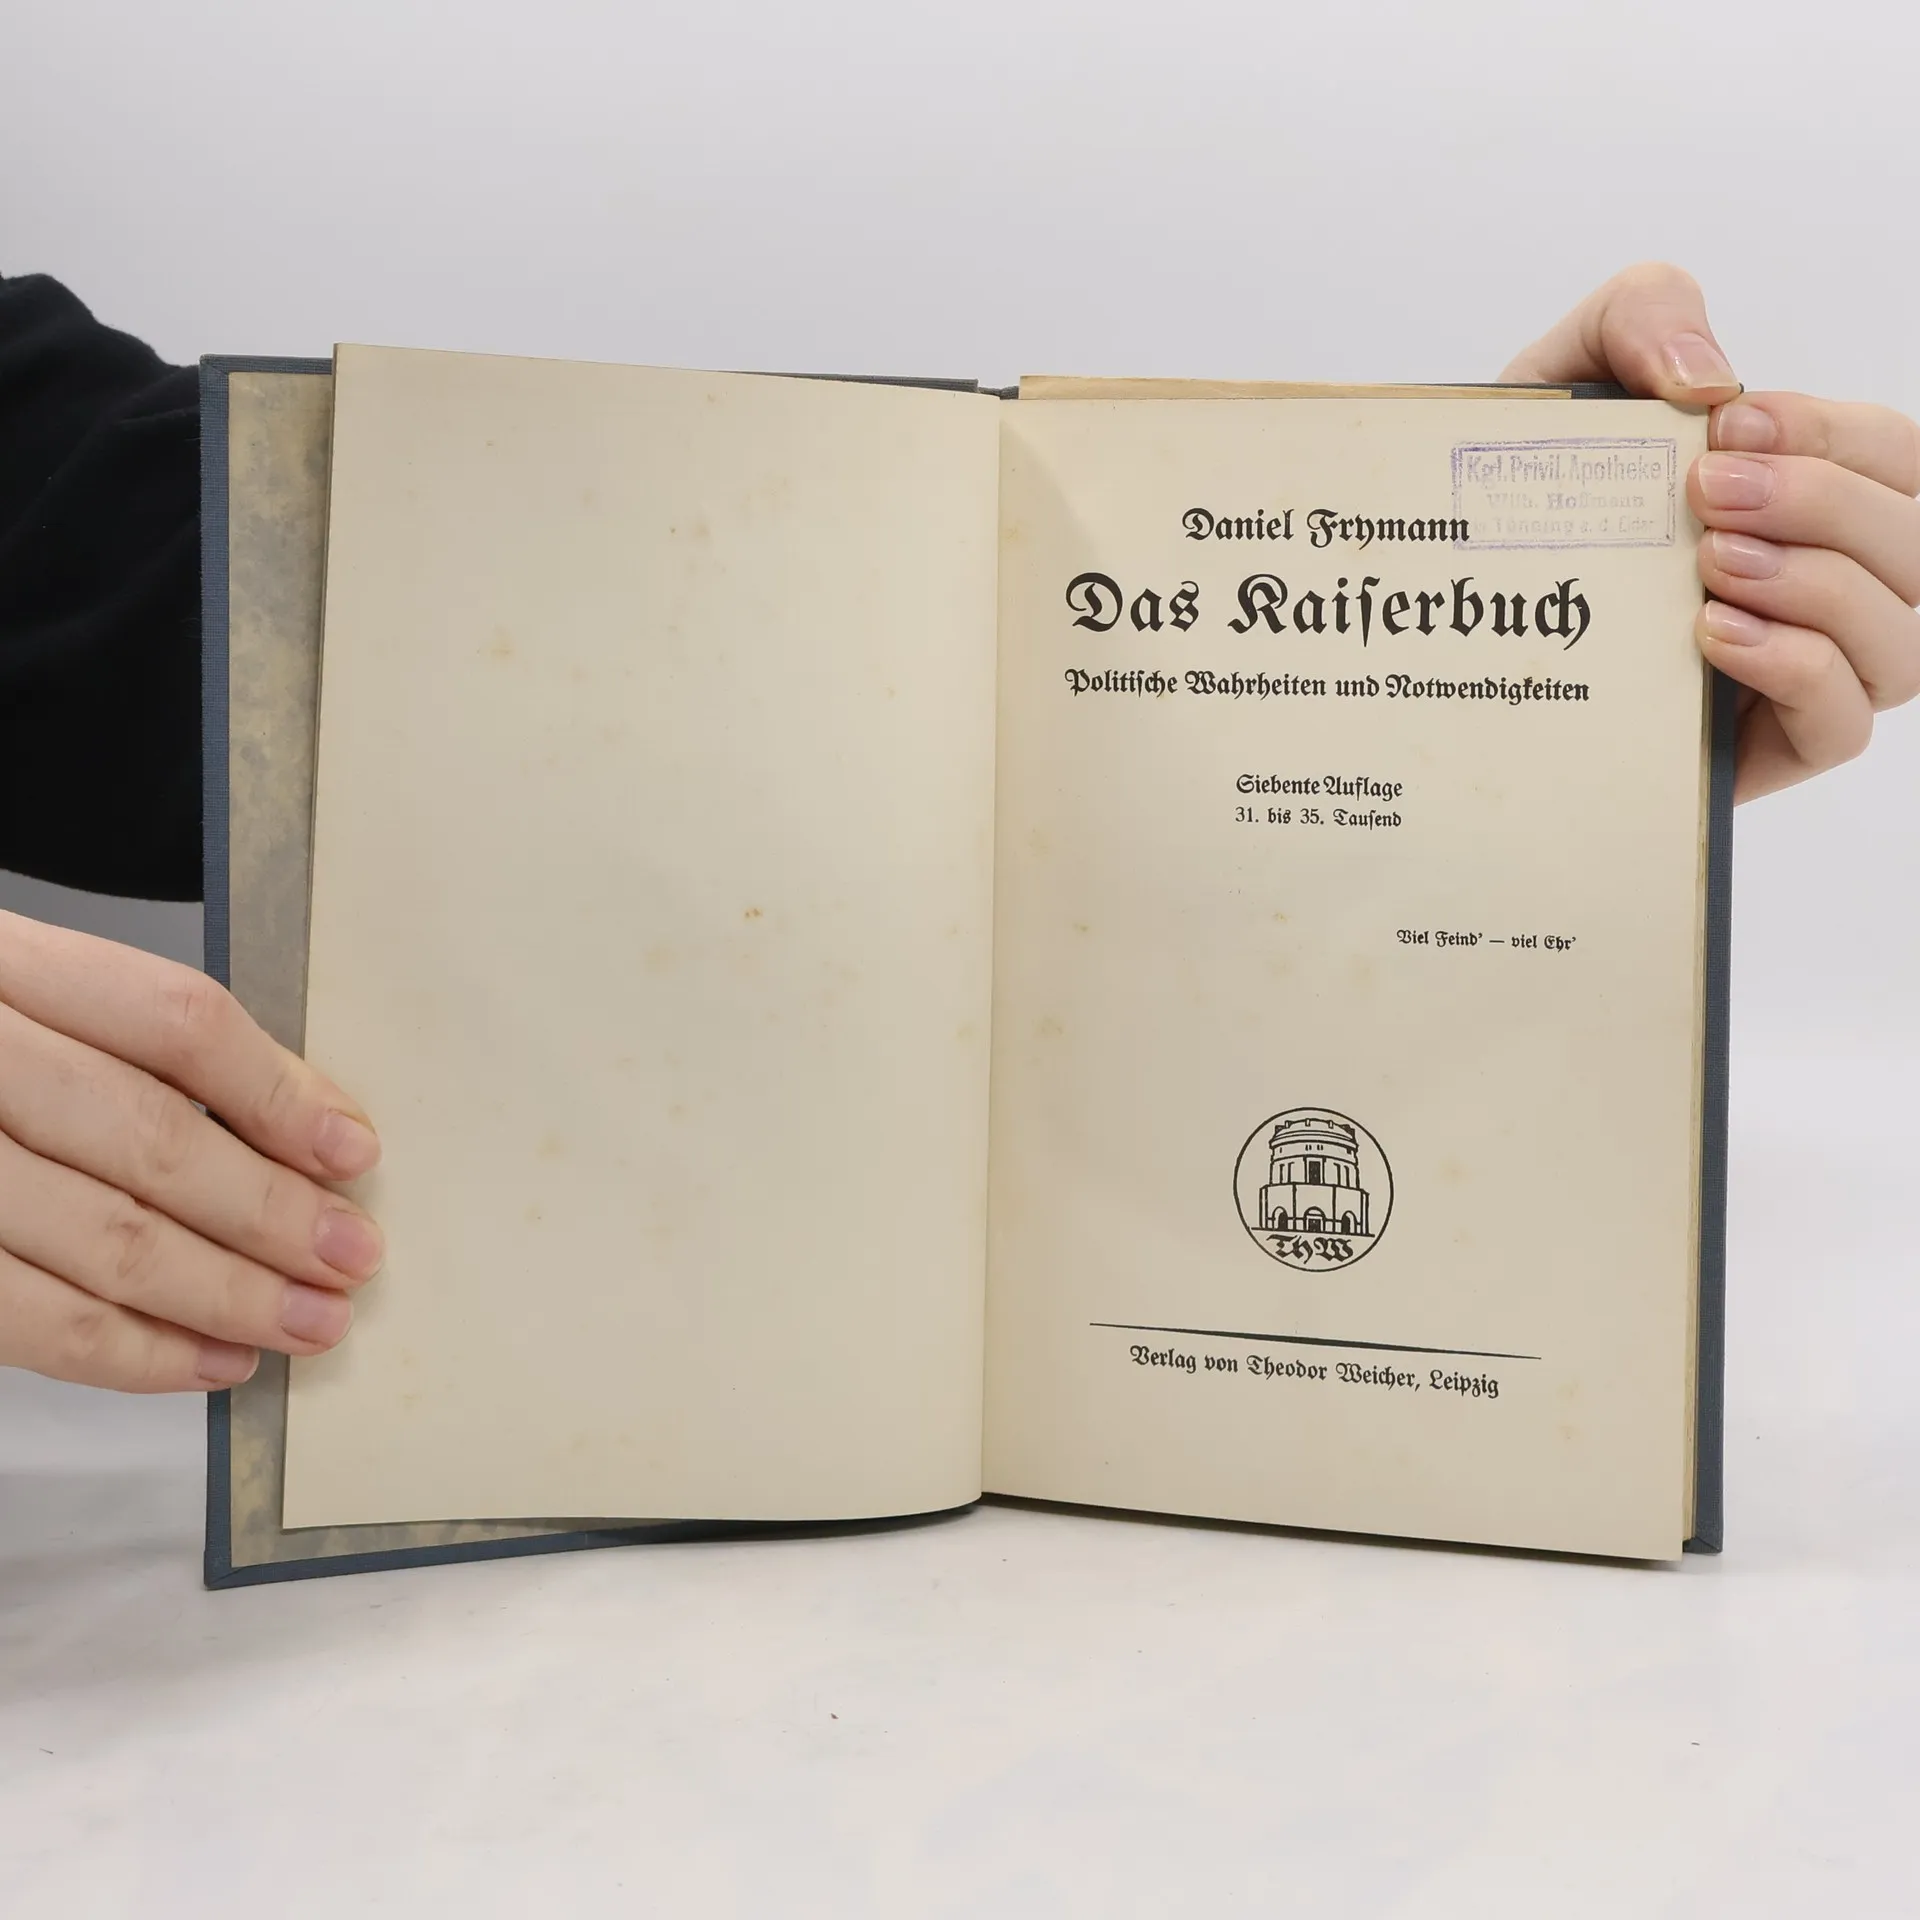 Kgl. Privil. Apotheke
Wilh. Hoffmann
Daniel Frymann
Das Kaiſerbuch
Politiſche Wahrheiten und Notwendigkeiten
Siebente Auflage
31. bis 35. Tauſend
Viel Feind' — viel Ehr'
ThW
Verlag von Theodor Weicher, Leipzig